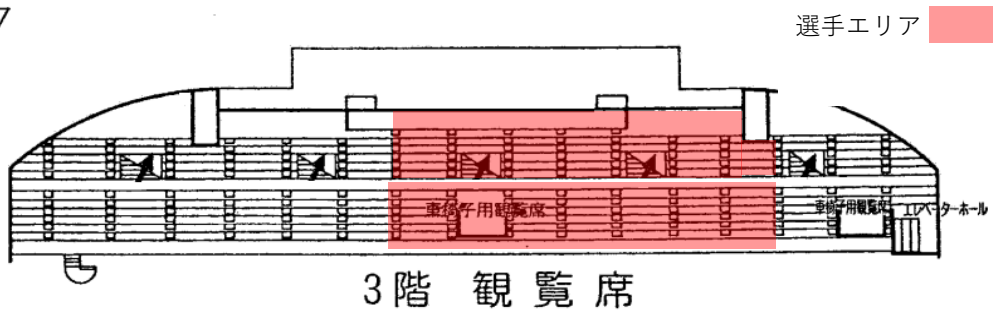 選手エリア
車椅子用観覧席
車椅子用観覧席
エレベーターホール
3階 観覧席